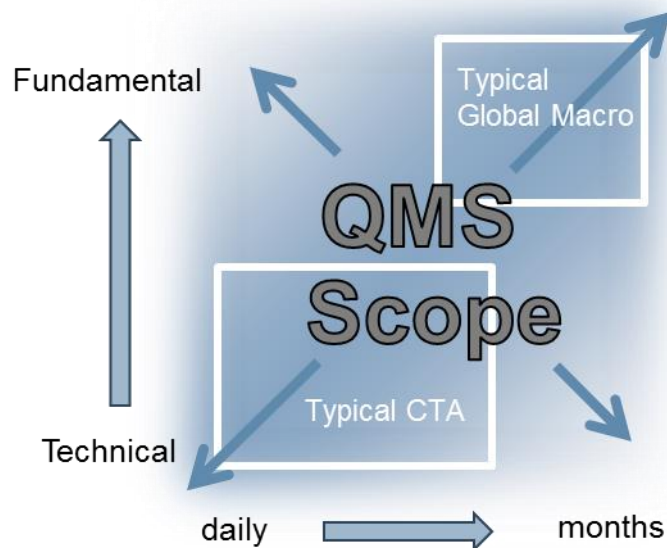 Fundamental
Typical
Global Macro
QMS
Scope
Typical CTA
Technical
daily
months